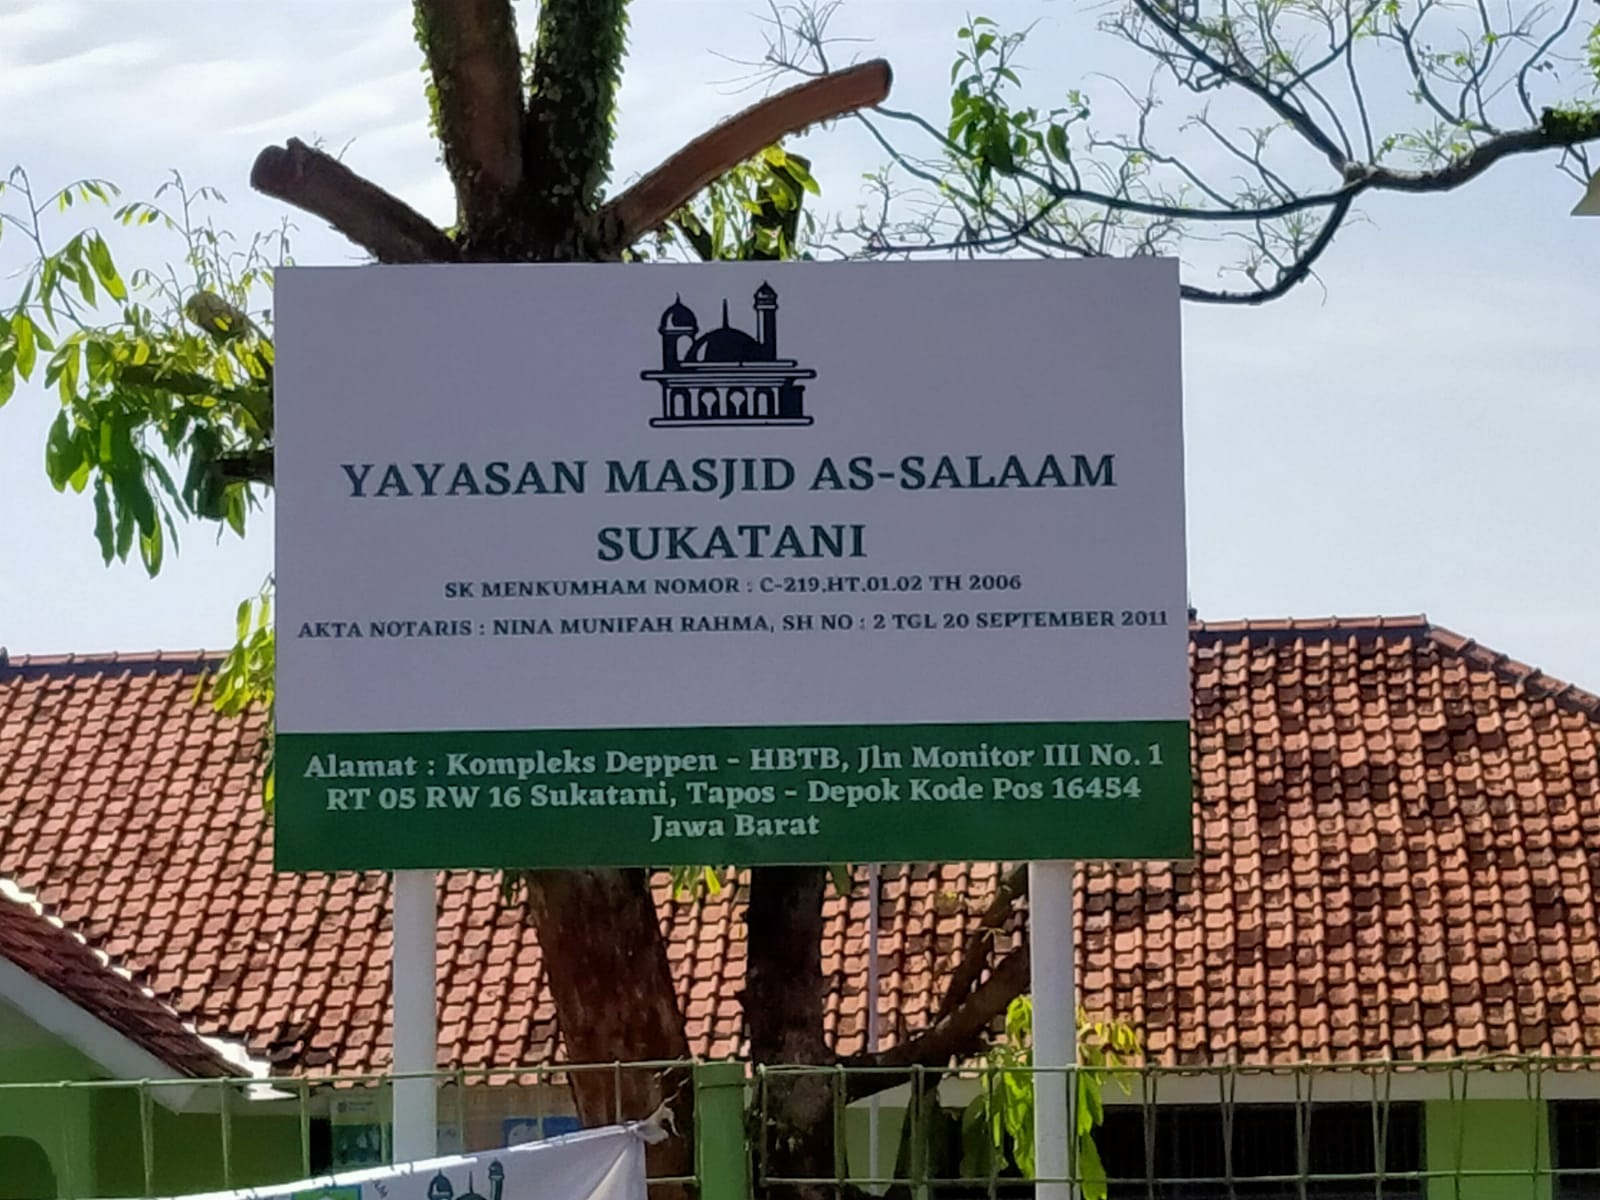 YAYASAN MASJID AS-SALAAM
SUKATANI
SK MENKUMHAM NOMOR : C-219.HT.01.02 TH 2006
AKTA NOTARIS : NINA MUNIFAH RAHMA, SH NO : 2 TGL 20 SEPTEMBER 2011
Alamat : Kompleks Deppen - HBTB, Jln Monitor III No. 1
RT 05 RW 16 Sukatani, Tapos - Depok Kode Pos 16454
Jawa Barat